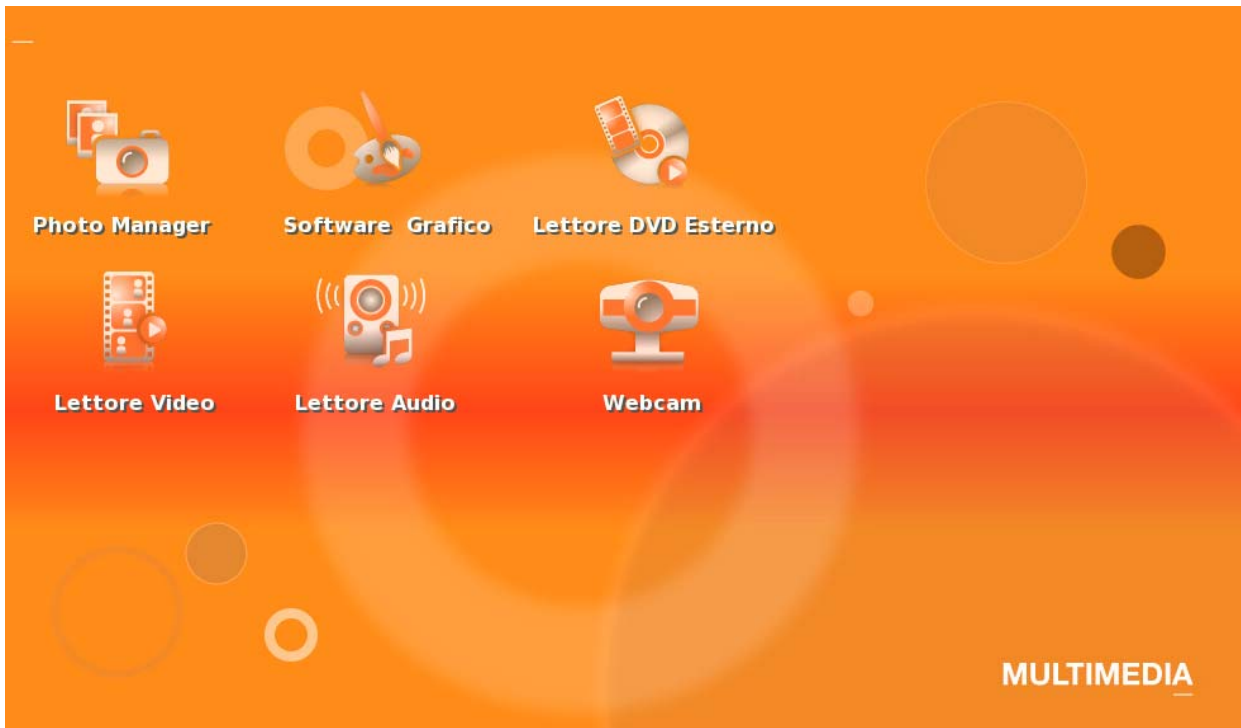 Photo Manager
Software Grafico
Lettore DVD Esterno
Lettore Video
Lettore Audio
Webcam
MULTIMEDIA